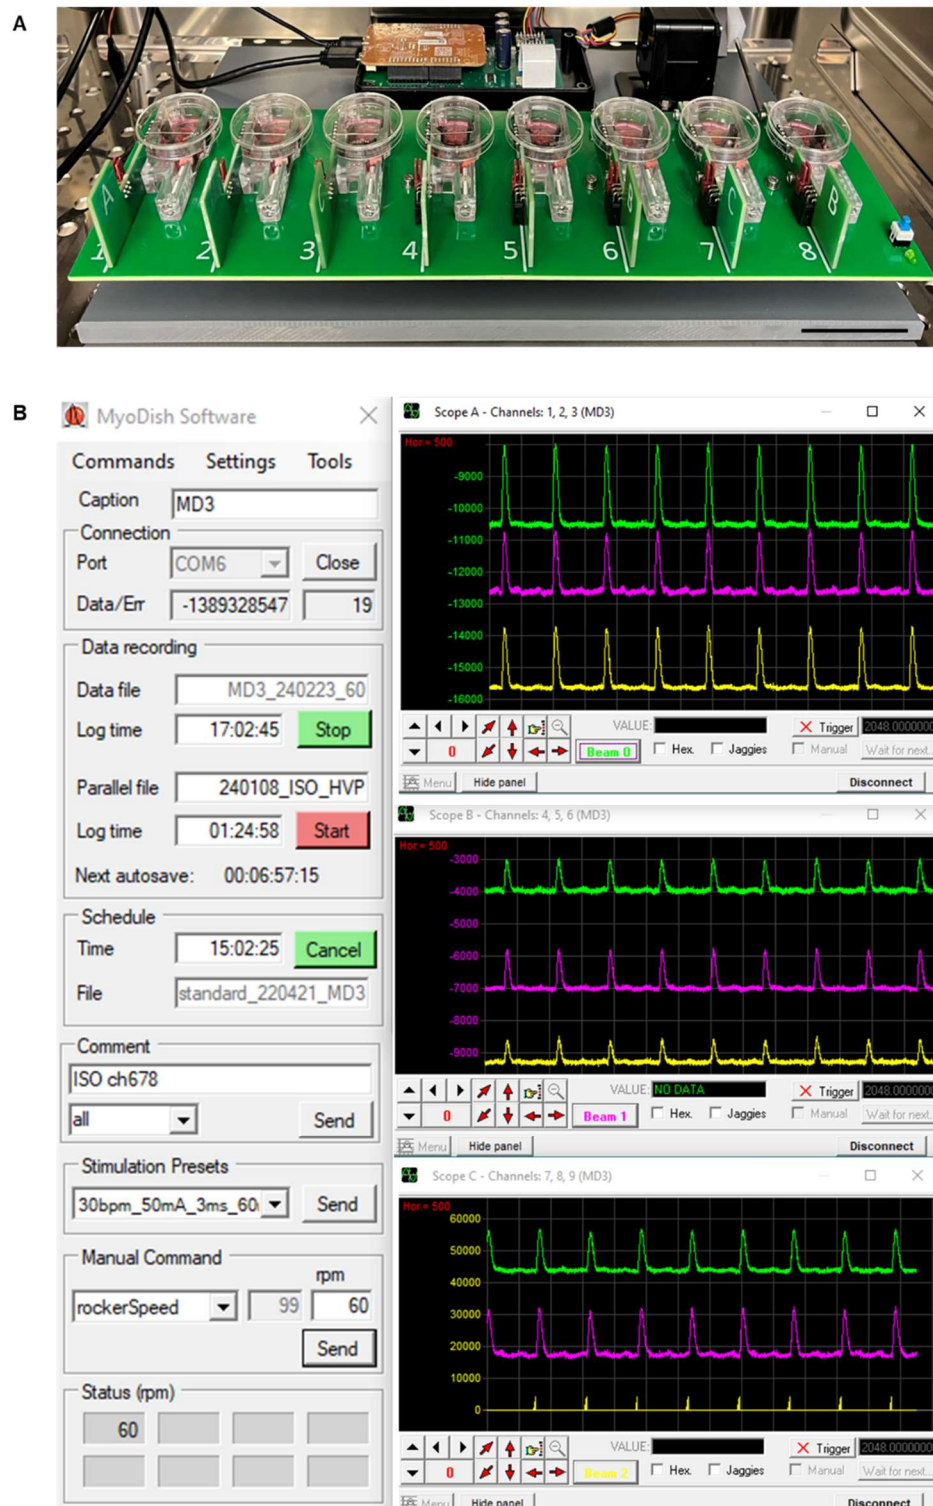 A
A
C
B
C
B
1
2
3
4
5
6
7
8
B
MyoDish Software
Commands Settings Tools
Caption MD3
Connection
Port COM6 Close
Data/Err -1389328547 19
Data recording
Data file MD3_240223_60
Log time 17:02:45 Stop
Parallel file 240108_ISO_HVP
Log time 01:24:58 Start
Next autosave: 00:06:57:15
Schedule
Time 15:02:25 Cancel
File standard_220421_MD3
Comment
ISO ch678
all Send
Stimulation Presets
30bpm_50mA_3ms_60 Send
Manual Command
rpm
rockerSpeed 99 60
Send
Status (rpm)
60
Scope A - Channels: 1, 2, 3 (MD3)
Hor = 500
-9000
-10000
-11000
-12000
-13000
-14000
-15000
-16000
VALUE: Trigger 2048.0000000
0 Beam 0 Hex. Jaggies Manual Wait for next...
Menu Hide panel Disconnect
Scope B - Channels: 4, 5, 6 (MD3)
Hor = 500
-3000
-4000
-5000
-6000
-7000
-8000
-9000
VALUE: NO DATA Trigger 2048.0000000
0 Beam 1 Hex. Jaggies Manual Wait for next...
Menu Hide panel Disconnect
Scope C - Channels: 7, 8, 9 (MD3)
Hor = 500
60000
50000
40000
30000
20000
10000
0
VALUE: Trigger 2048.0000000
0 Beam 2 Hex. Jaggies Manual Wait for next...
Menu Hide panel Disconnect